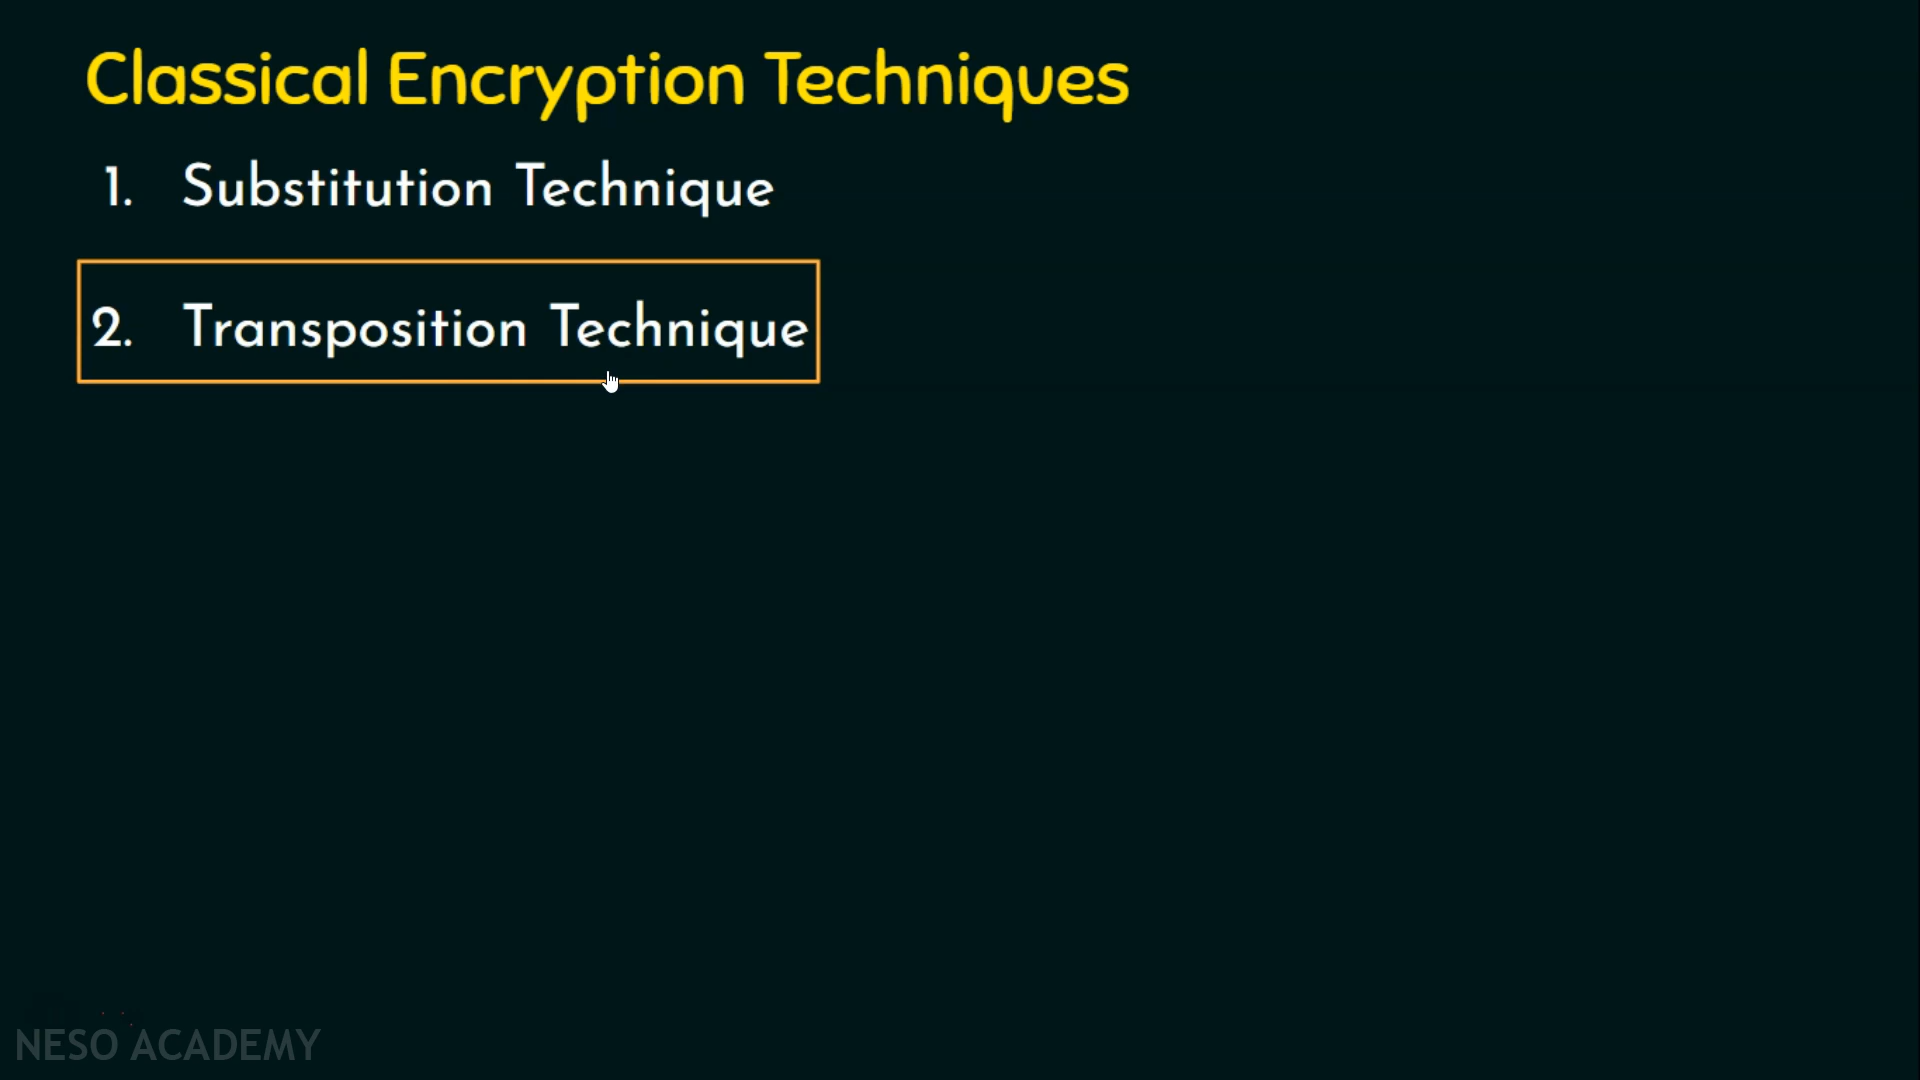 Classical Encryption Techniques
1. Substitution Technique
2. Transposition Technique
NESO ACADEMY